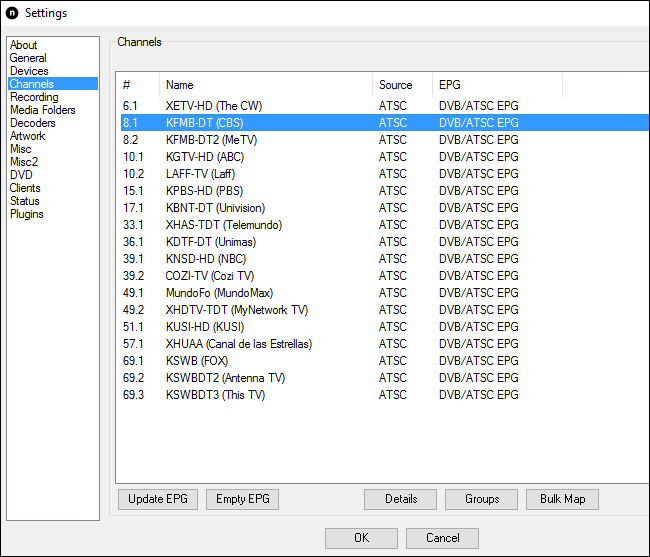 n Settings
About
General
Devices
Channels
Recording
Media Folders
Decoders
Artwork
Misc
Misc2
DVD
Clients
Status
Plugins
Channels
# Name Source EPG
6.1 XETV-HD (The CW) ATSC DVB/ATSC EPG
8.1 KFMB-DT (CBS) ATSC DVB/ATSC EPG
8.2 KFMB-DT2 (MeTV) ATSC DVB/ATSC EPG
10.1 KGTV-HD (ABC) ATSC DVB/ATSC EPG
10.2 LAFF-TV (Laff) ATSC DVB/ATSC EPG
15.1 KPBS-HD (PBS) ATSC DVB/ATSC EPG
17.1 KBNT-DT (Univision) ATSC DVB/ATSC EPG
33.1 XHAS-TDT (Telemundo) ATSC DVB/ATSC EPG
36.1 KDTF-DT (Unimas) ATSC DVB/ATSC EPG
39.1 KNSD-HD (NBC) ATSC DVB/ATSC EPG
39.2 COZI-TV (Cozi TV) ATSC DVB/ATSC EPG
49.1 MundoFo (MundoMax) ATSC DVB/ATSC EPG
49.2 XHDTV-TDT (MyNetwork TV) ATSC DVB/ATSC EPG
51.1 KUSI-HD (KUSI) ATSC DVB/ATSC EPG
57.1 XHUAA (Canal de las Estrellas) ATSC DVB/ATSC EPG
69.1 KSWB (FOX) ATSC DVB/ATSC EPG
69.2 KSWBDT2 (Antenna TV) ATSC DVB/ATSC EPG
69.3 KSWBDT3 (This TV) ATSC DVB/ATSC EPG
Update EPG Empty EPG Details Groups Bulk Map
OK Cancel